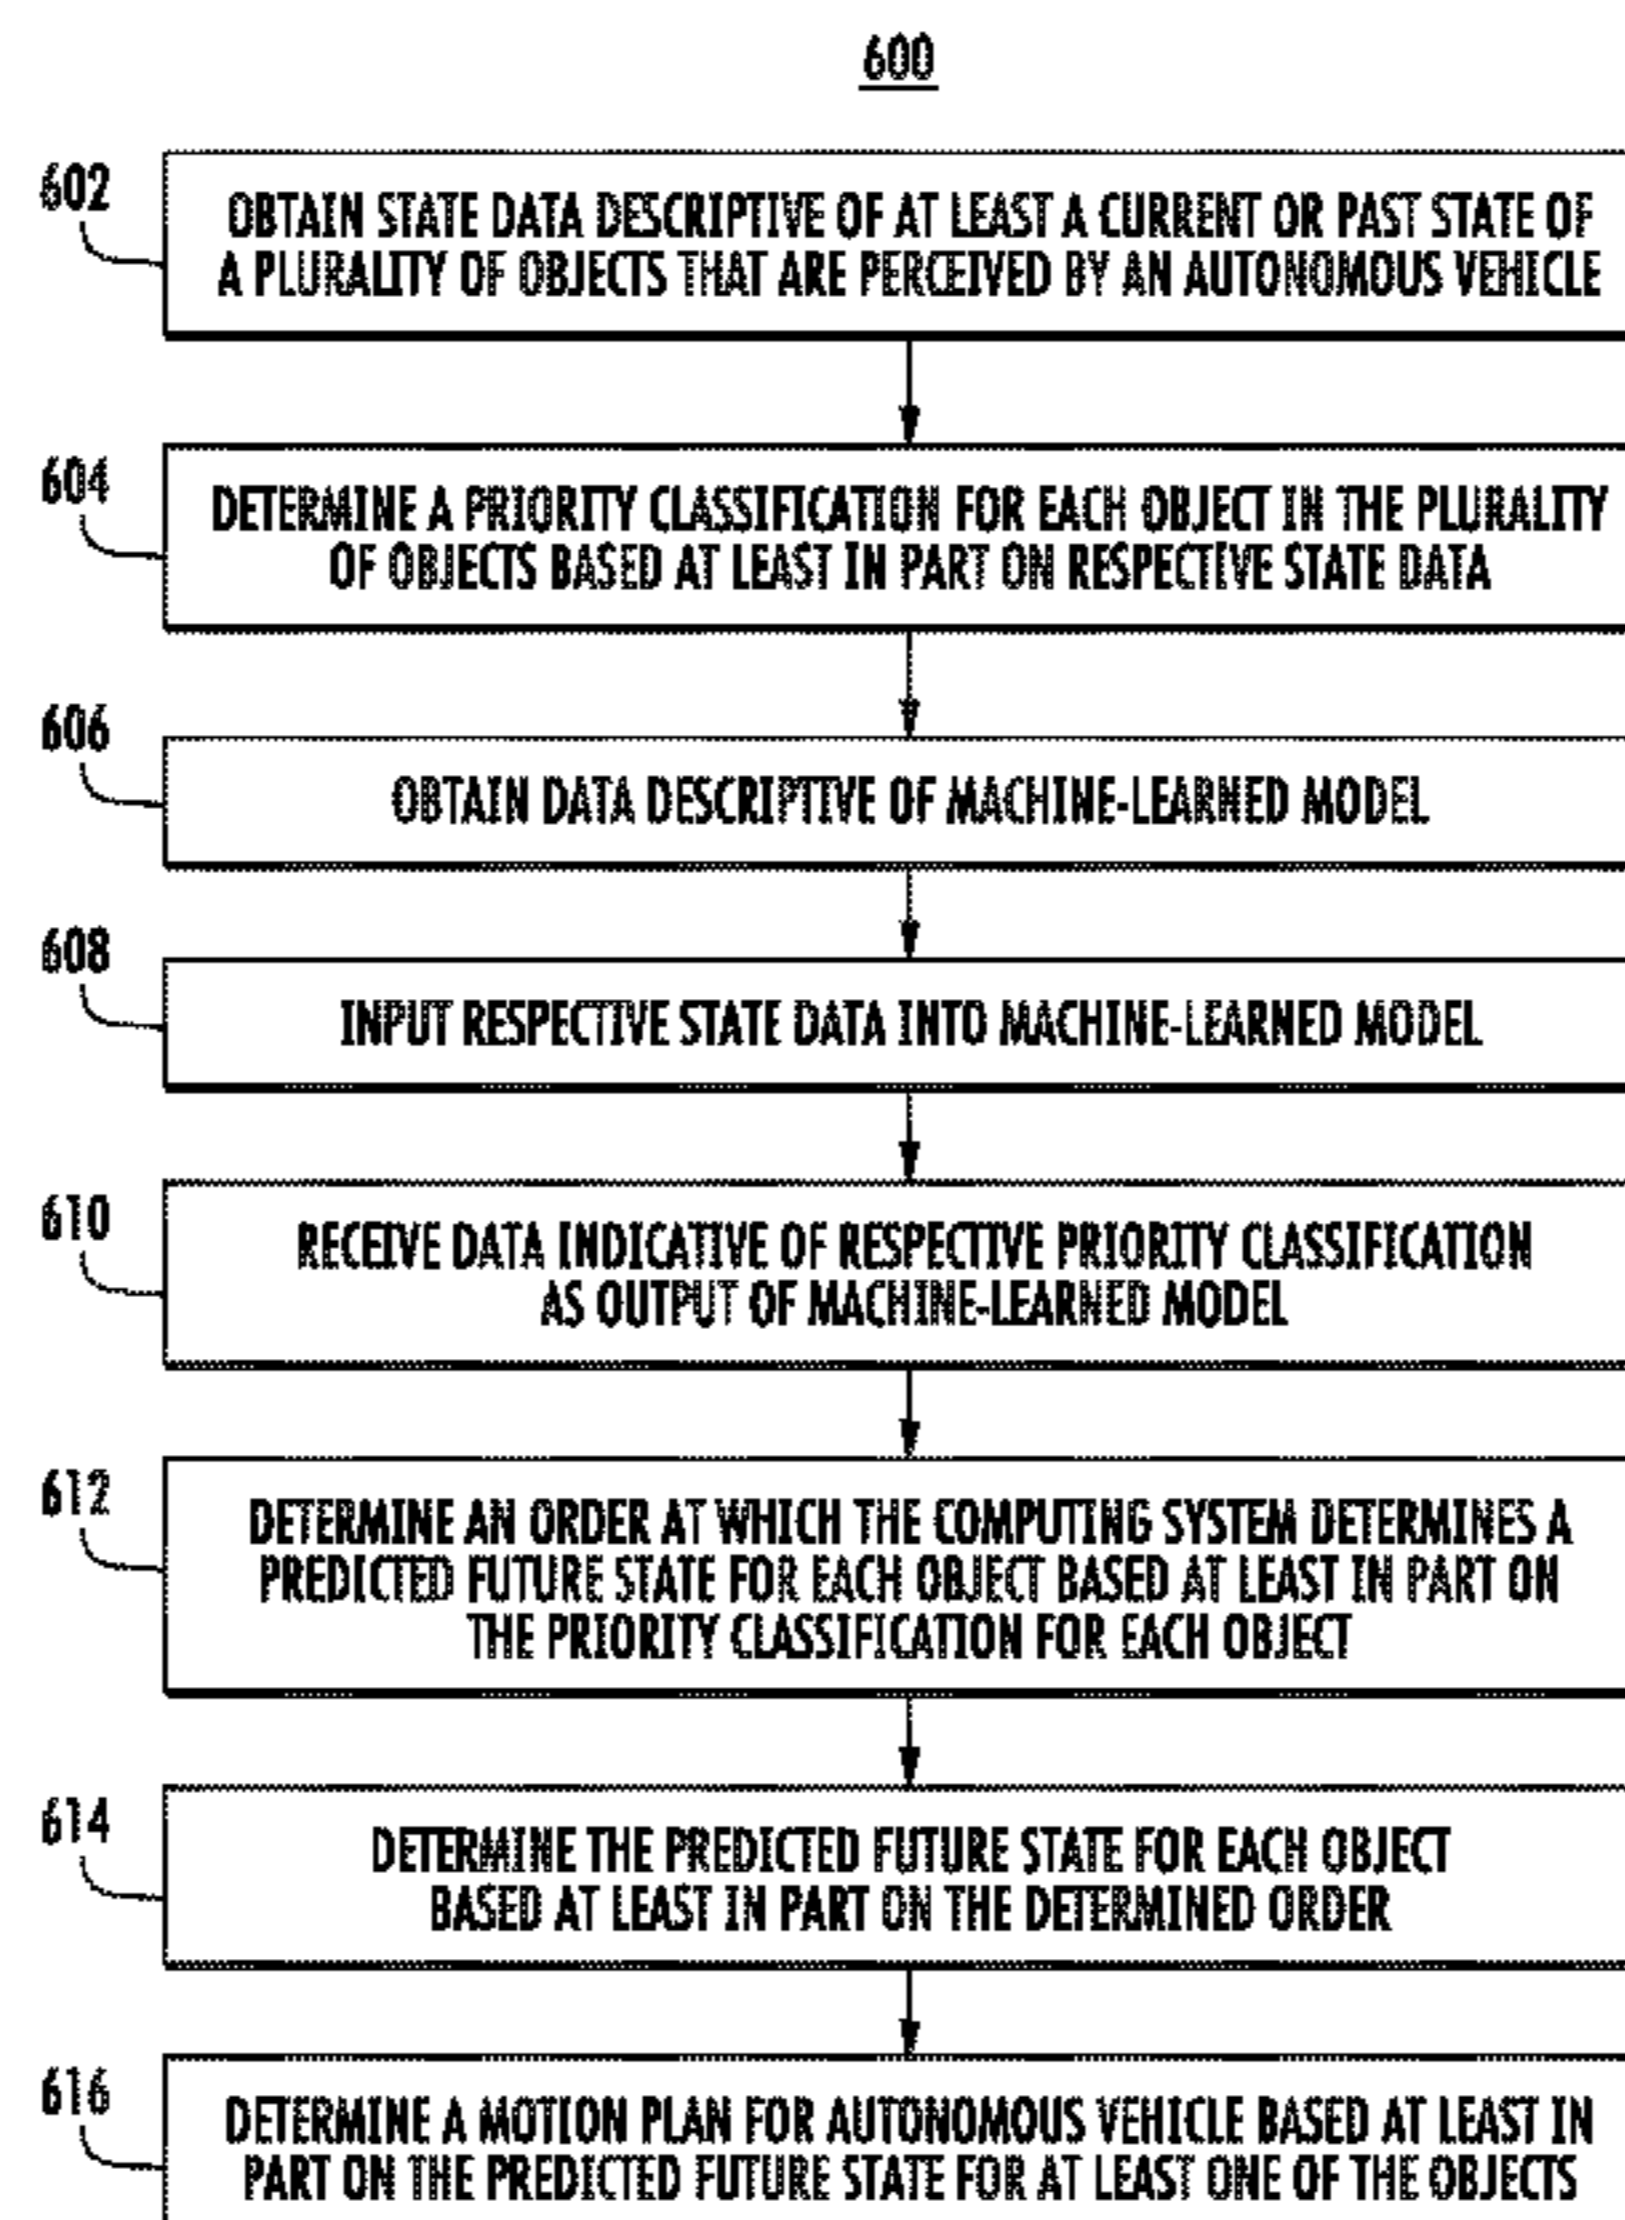 600
602
OBTAIN STATE DATA DESCRIPTIVE OF AT LEAST A CURRENT OR PAST STATE OF
A PLURALITY OF OBJECTS THAT ARE PERCEIVED BY AN AUTONOMOUS VEHICLE
604
DETERMINE A PRIORITY CLASSIFICATION FOR EACH OBJECT IN THE PLURALITY
OF OBJECTS BASED AT LEAST IN PART ON RESPECTIVE STATE DATA
606
OBTAIN DATA DESCRIPTIVE OF MACHINE-LEARNED MODEL
608
INPUT RESPECTIVE STATE DATA INTO MACHINE-LEARNED MODEL
610
RECEIVE DATA INDICATIVE OF RESPECTIVE PRIORITY CLASSIFICATION
AS OUTPUT OF MACHINE-LEARNED MODEL
612
DETERMINE AN ORDER AT WHICH THE COMPUTING SYSTEM DETERMINES A
PREDICTED FUTURE STATE FOR EACH OBJECT BASED AT LEAST IN PART ON
THE PRIORITY CLASSIFICATION FOR EACH OBJECT
614
DETERMINE THE PREDICTED FUTURE STATE FOR EACH OBJECT
BASED AT LEAST IN PART ON THE DETERMINED ORDER
616
DETERMINE A MOTION PLAN FOR AUTONOMOUS VEHICLE BASED AT LEAST IN
PART ON THE PREDICTED FUTURE STATE FOR AT LEAST ONE OF THE OBJECTS